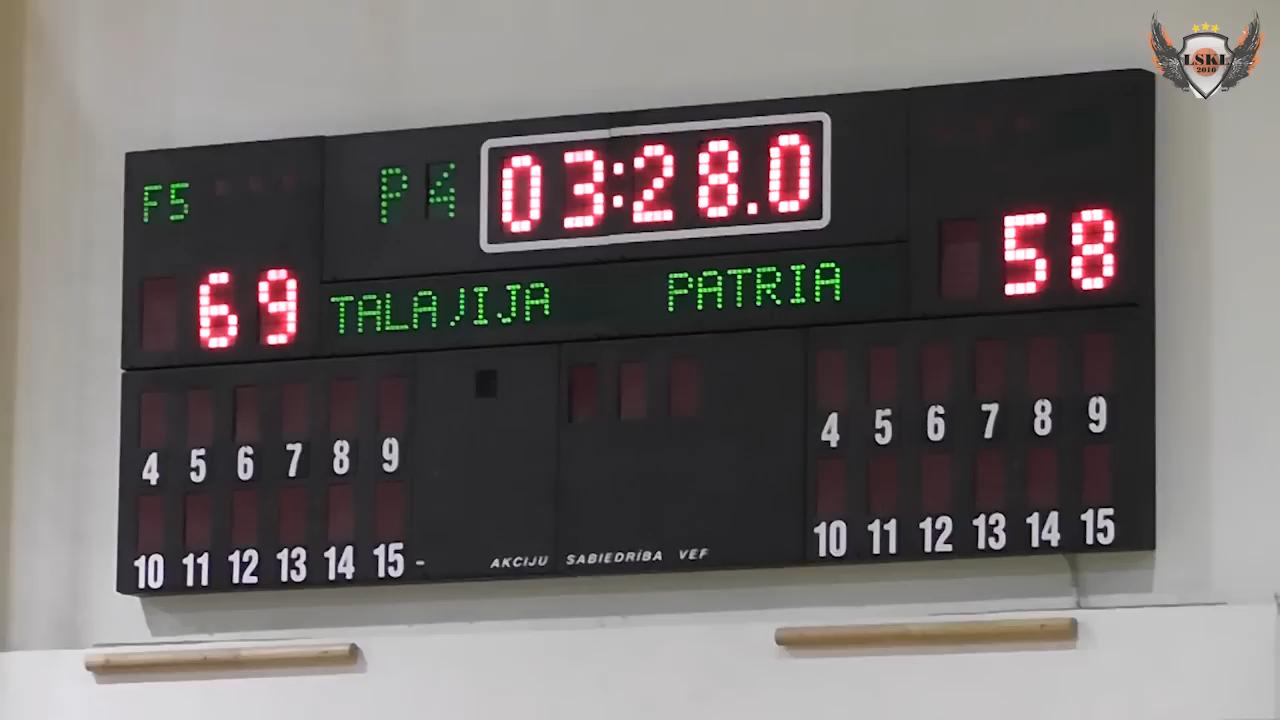 LSKL
2010
F5 P4 03:28.0
69 TALAVIJA PATRIA 58
4 5 6 7 8 9 4 5 6 7 8 9
10 11 12 13 14 15 - 10 11 12 13 14 15
AKCIJU SABIEDRĪBA VEF